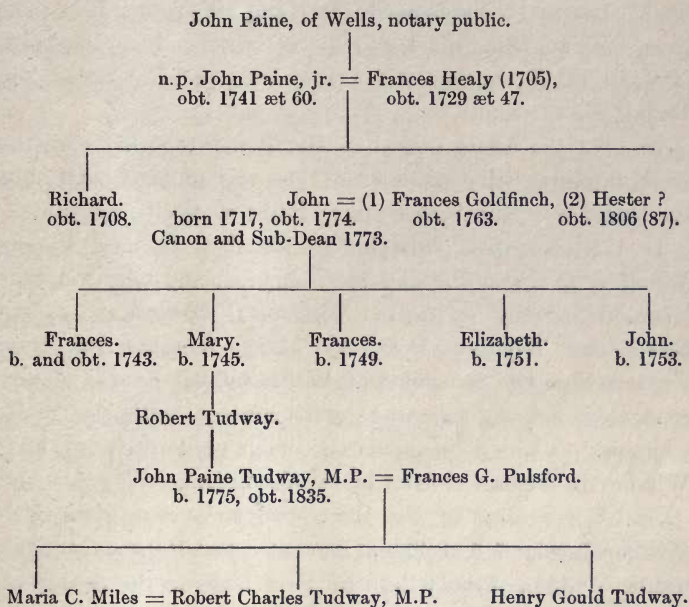 John Paine, of Wells, notary public.
n.p. John Paine, jr. = Frances Healy (1705),
obt. 1741 æt 60. obt. 1729 æt 47.
Richard. John = (1) Frances Goldfinch, (2) Hester ?
obt. 1708. born 1717, obt. 1774. obt. 1763. obt. 1806 (87).
Canon and Sub-Dean 1773.
Frances. Mary. Frances. Elizabeth. John.
b. and obt. 1743. b. 1745. b. 1749. b. 1751. b. 1753.
Robert Tudway.
John Paine Tudway, M.P. = Frances G. Pulsford.
b. 1775, obt. 1835.
Maria C. Miles = Robert Charles Tudway, M.P. Henry Gould Tudway.